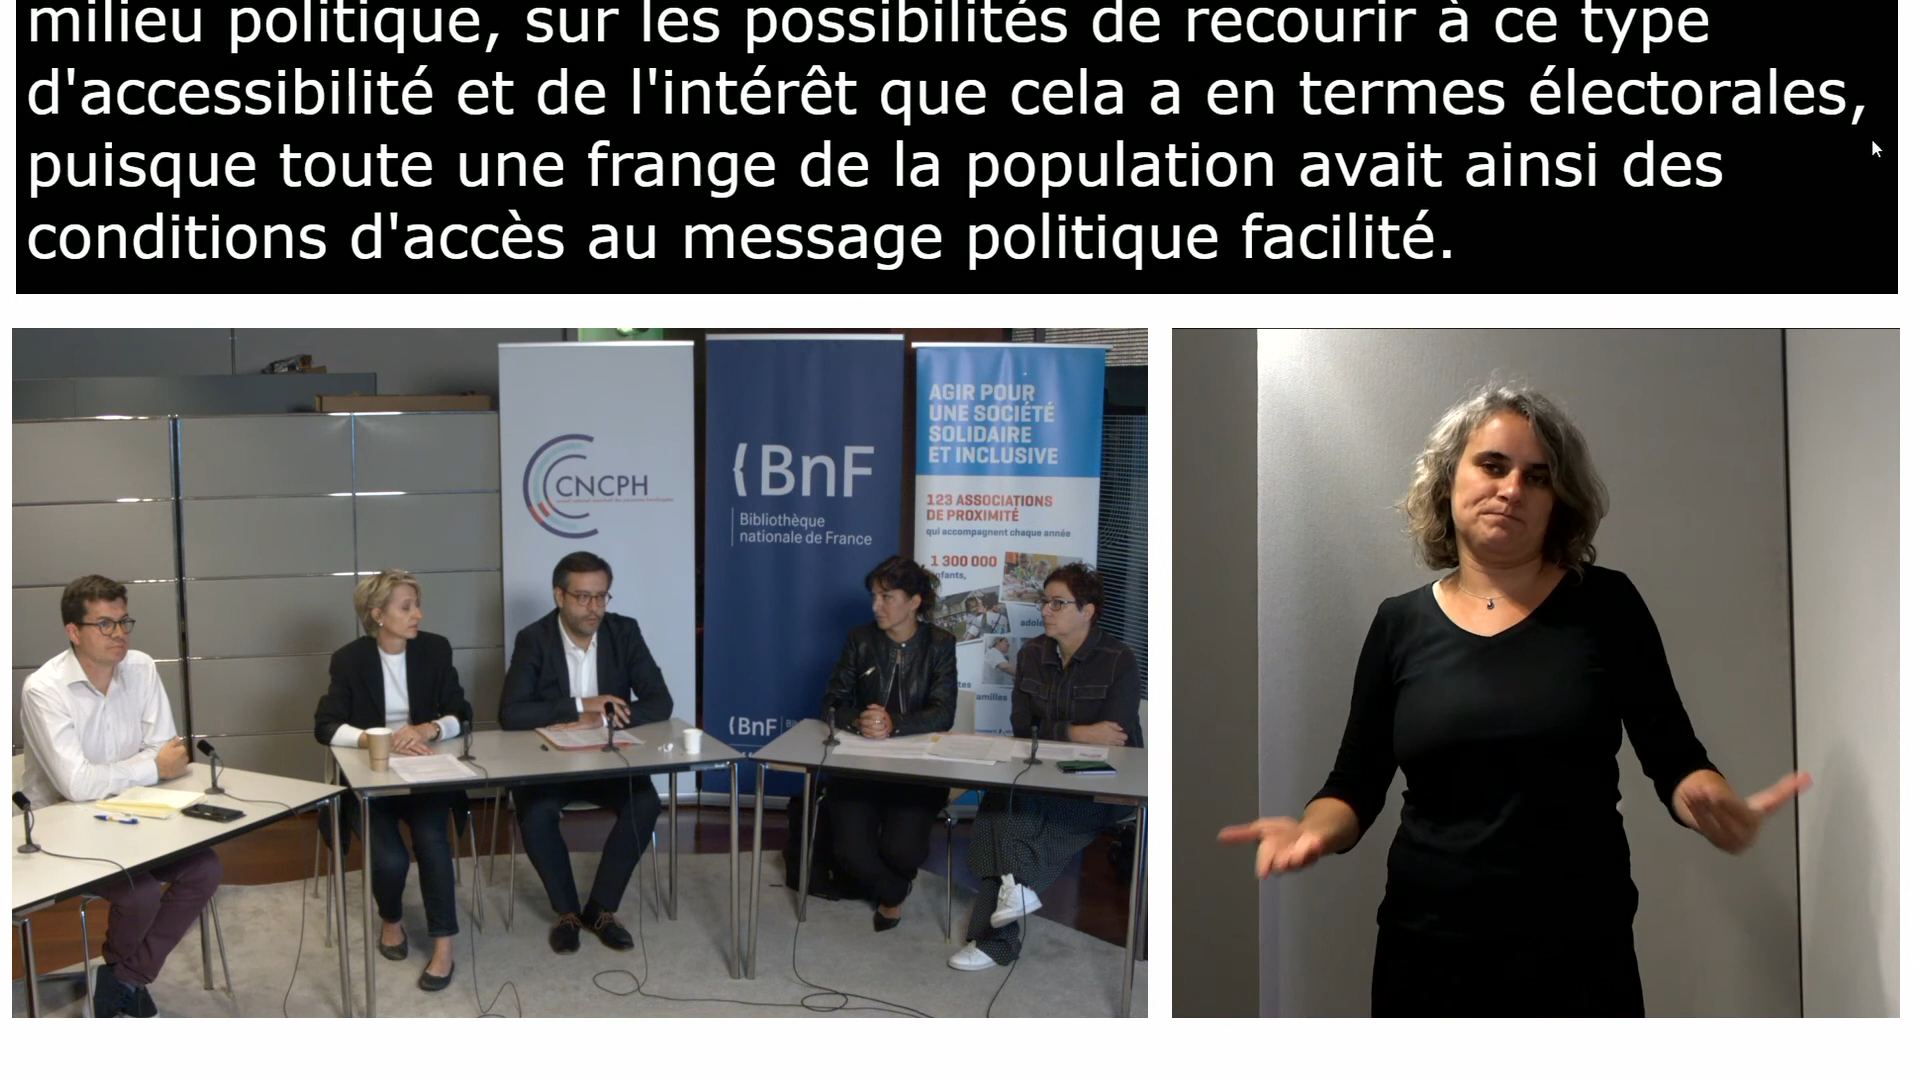 milieu politique, sur les possibilités de recourir à ce type
d'accessibilité et de l'intérêt que cela a en termes électorales,
puisque toute une frange de la population avait ainsi des
conditions d'accès au message politique facilité.
CNCPH
{BnF
Bibliothèque
nationale de France
{BnF
AGIR POUR
UNE SOCIÉTÉ
SOLIDAIRE
ET INCLUSIVE
123 ASSOCIATIONS
DE PROXIMITÉ
qui accompagnent chaque année
1 300 000